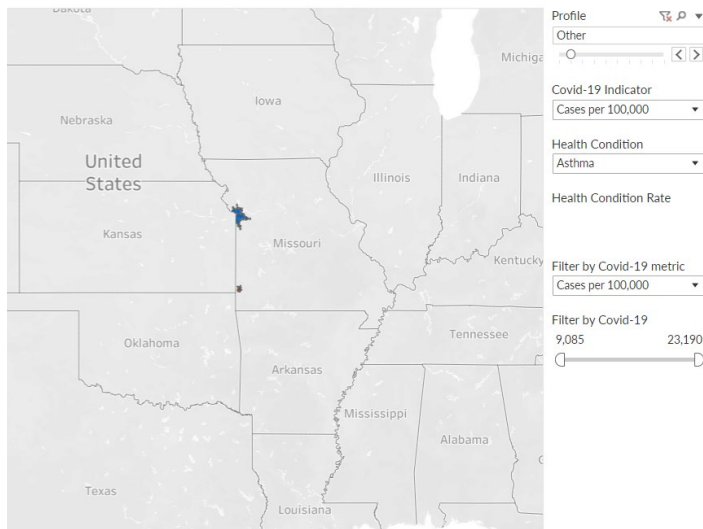 Dakota
Michiga
Iowa
Nebraska
United
States
Illinois
Indiana
Kansas
Missouri
Kentucky
Oklahoma
Tennessee
Arkansas
Mississippi
Alabama
Texas
Louisiana
Profile
Other
Covid-19 Indicator
Cases per 100,000
Health Condition
Asthma
Health Condition Rate
Filter by Covid-19 metric
Cases per 100,000
Filter by Covid-19
9,085 23,190